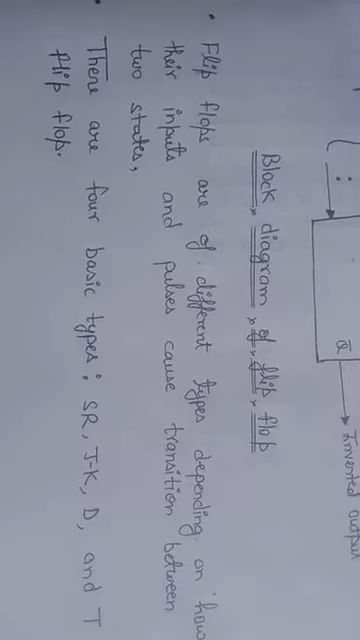 Q̄
Inverted output
Block diagram of flip flop
• Flip flops are of different types depending on how
their inputs and pulses cause transition between
two states,
• There are four basic types: SR, J-K, D, and T
flip flop.